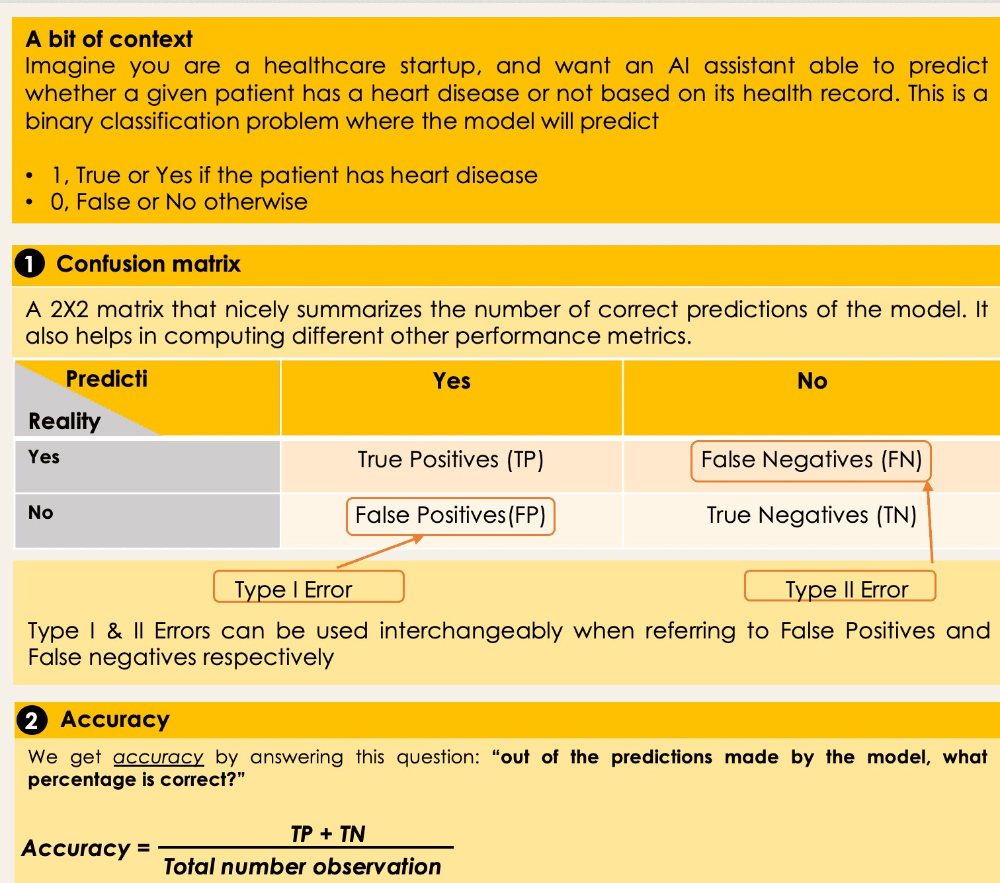 A bit of context
Imagine you are a healthcare startup, and want an AI assistant able to predict
whether a given patient has a heart disease or not based on its health record. This is a
binary classification problem where the model will predict
• 1, True or Yes if the patient has heart disease
• 0, False or No otherwise
1 Confusion matrix
A 2X2 matrix that nicely summarizes the number of correct predictions of the model. It
also helps in computing different other performance metrics.
Predicti
Yes
No
Reality
Yes
True Positives (TP)
False Negatives (FN)
No
False Positives(FP)
True Negatives (TN)
Type I Error
Type II Error
Type I & II Errors can be used interchangeably when referring to False Positives and
False negatives respectively
2 Accuracy
We get accuracy by answering this question: “out of the predictions made by the model, what
percentage is correct?”
TP + TN
Accuracy =
Total number observation